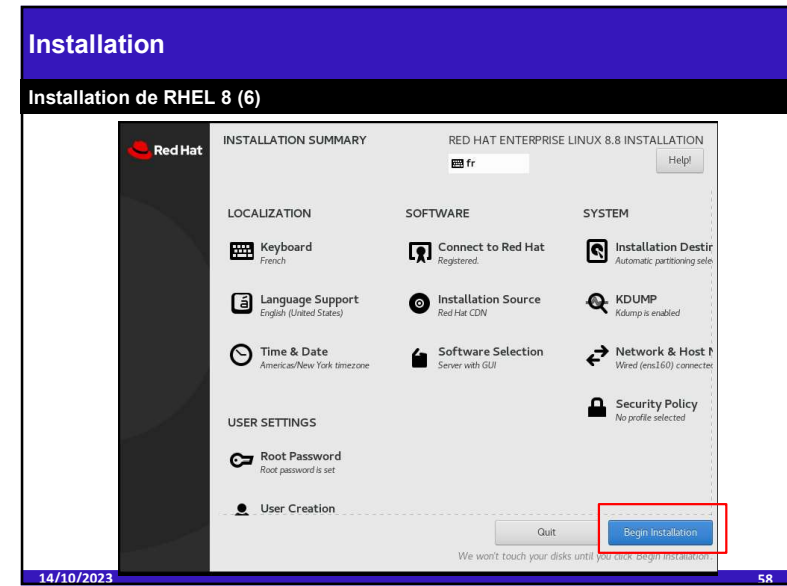 Installation
Installation de RHEL 8 (6)
Red Hat
INSTALLATION SUMMARY
RED HAT ENTERPRISE LINUX 8.8 INSTALLATION
fr
Help!
LOCALIZATION
Keyboard
French
Language Support
English (United States)
Time & Date
Americas/New York timezone
USER SETTINGS
Root Password
Root password is set
User Creation
SOFTWARE
Connect to Red Hat
Registered.
Installation Source
Red Hat CDN
Software Selection
Server with GUI
SYSTEM
Installation Destin
Automatic partitioning sele
KDUMP
Kdump is enabled
Network & Host N
Wired (ens160) connected
Security Policy
No profile selected
Quit
Begin Installation
We won't touch your disks until you click Begin Installation.
14/10/2023
58